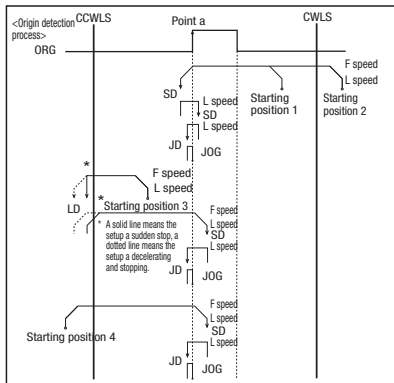 <Origin detection process>
CCWLS
Point a
CWLS
ORG
F speed
L speed
SD
L speed
SD
Starting position 1
Starting position 2
L speed
JD
JOG
*
F speed
L speed
LD
*
Starting position 3
F speed
* A solid line means the
setup a sudden stop, a
dotted line means the
setup a decelerating
and stopping.
L speed
SD
L speed
JD
JOG
F speed
L speed
SD
Starting position 4
L speed
JD
JOG